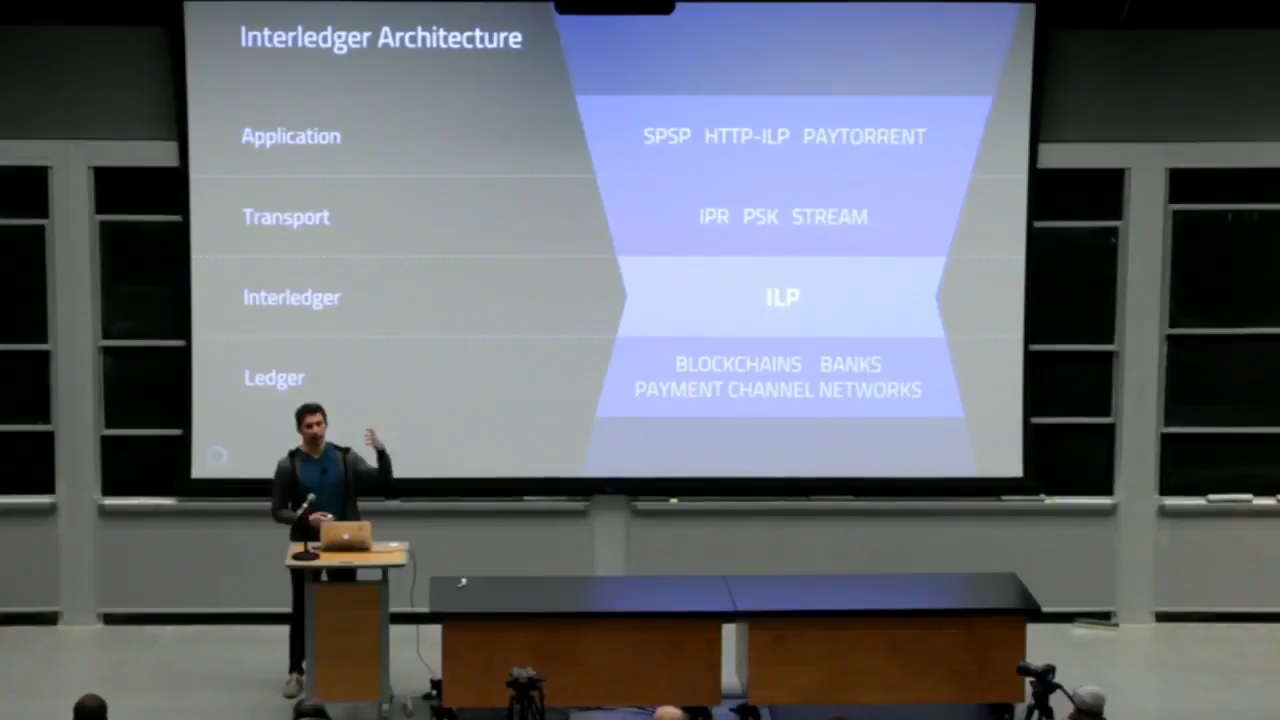 Interledger Architecture
Application
SPSP HTTP-ILP PAYTORRENT
Transport
IPR PSK STREAM
Interledger
ILP
Ledger
BLOCKCHAINS BANKS
PAYMENT CHANNEL NETWORKS